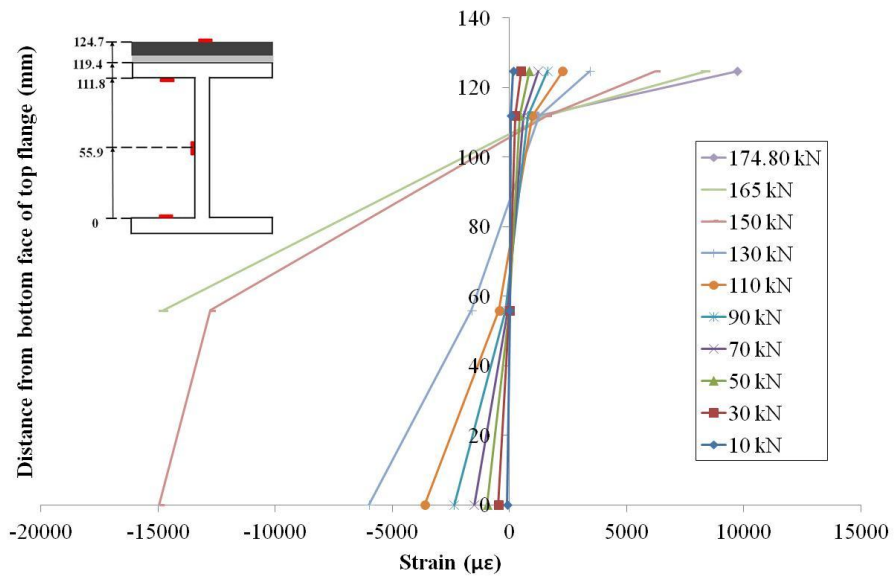 140
120
100
80
60
40
20
0
124.7
119.4
111.8
55.9
0
Distance from bottom face of top flange (mm)
174.80 kN
165 kN
150 kN
130 kN
110 kN
90 kN
70 kN
50 kN
30 kN
10 kN
-20000 -15000 -10000 -5000 0 5000 10000 15000
Strain (με)